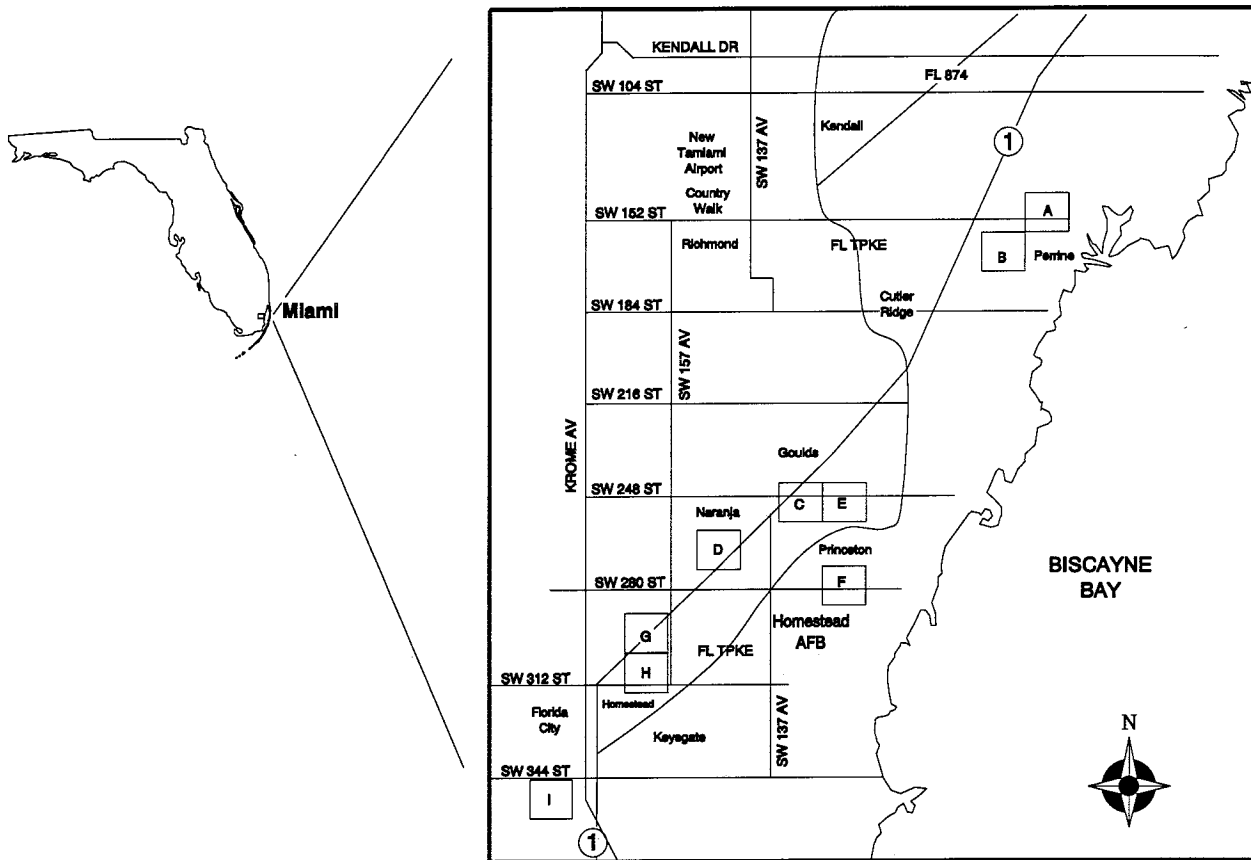 KENDALL DR
FL 874
SW 104 ST
Kendall
New
Tamiami
Airport
SW 137 AV
1
Country
Walk
SW 152 ST
A
Richmond
FL TPKE
B
Perrine
Cutler
Ridge
SW 184 ST
Miami
SW 157 AV
SW 216 ST
KROME AV
Goulds
SW 248 ST
C
E
Naranja
D
Princeton
BISCAYNE
BAY
SW 280 ST
F
Homestead
AFB
G
FL TPKE
H
SW 312 ST
Homestead
Florida
City
Keysgate
SW 137 AV
N
SW 344 ST
I
1